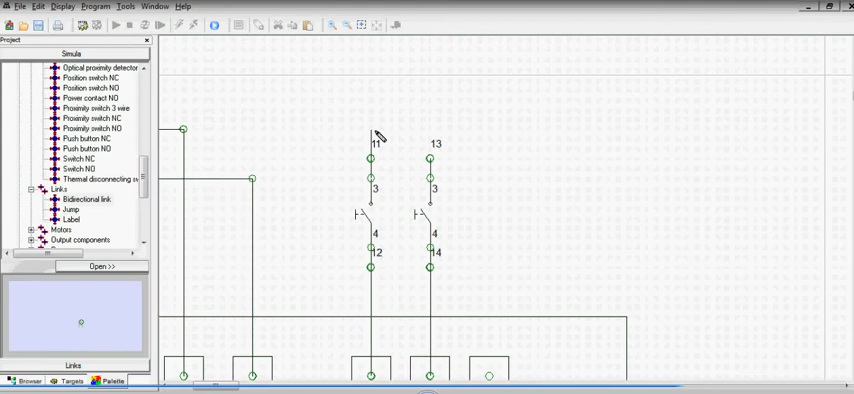 File Edit Display Tools Window Help
Project
Simula
Optical proximity detector
Position switch NC
Position switch NO
Power contact NO
Proximity switch 3 wire
Proximity switch NC
Proximity switch NO
Push button NC
Push button NO
Switch NC
Switch NO
Thermal disconnecting sw
Links
Bidirectional link
Jump
Label
Motors
Output components
Open >>
Links
Browser Targets Palette
11 13
3 3
4 4
12 14